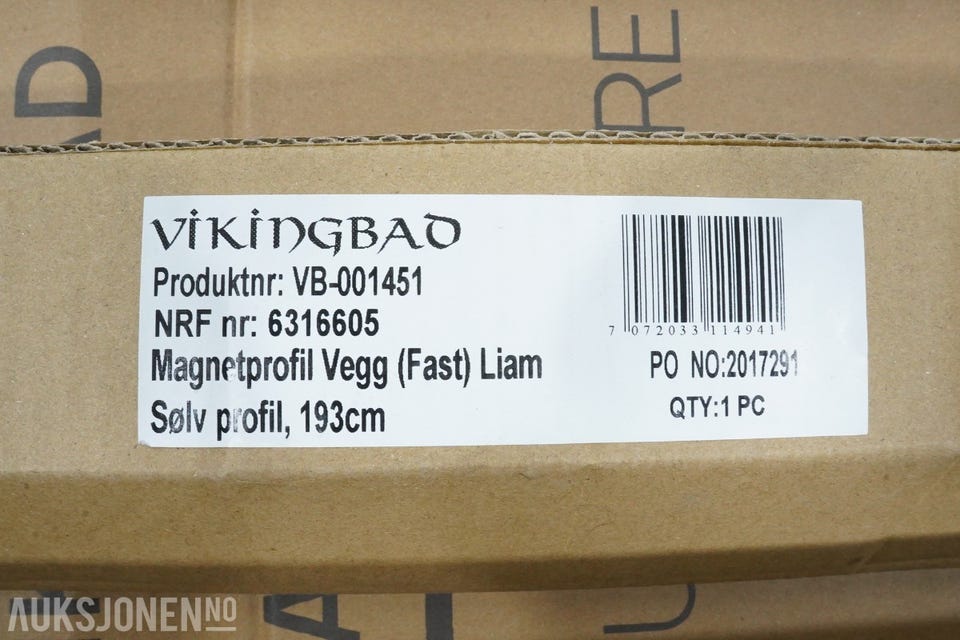 VIKINGBAD
Produktnr: VB-001451
NRF nr: 6316605
Magnetprofil Vegg (Fast) Liam
Sølv profil, 193cm
7 072033 114941
PO NO:2017291
QTY:1 PC
AUKSJONEN.NO